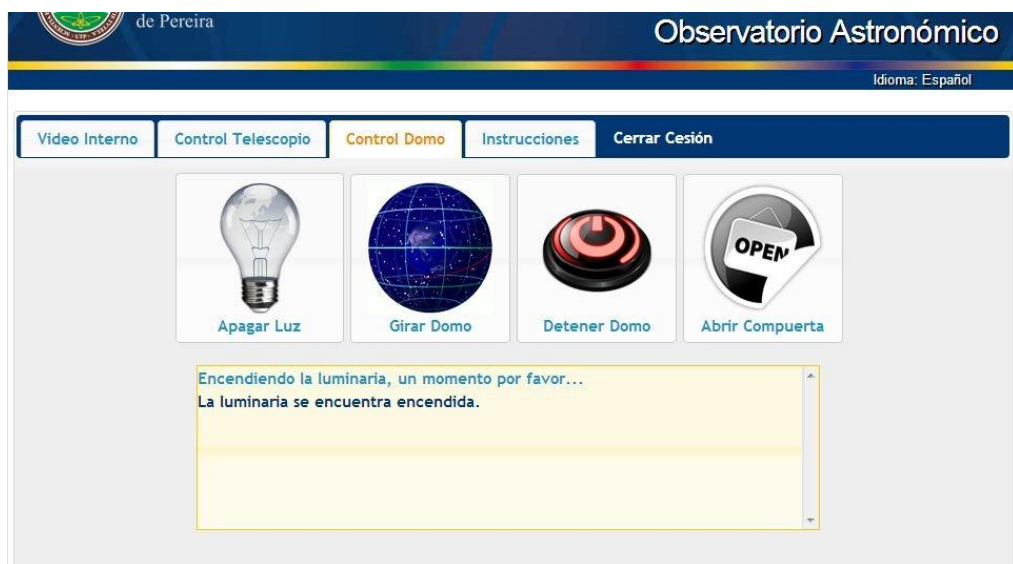 de Pereira
Observatorio Astronómico
Idioma: Español
Video Interno
Control Telescopio
Control Domo
Instrucciones
Cerrar Cesión
OPEN
Apagar Luz
Girar Domo
Detener Domo
Abrir Compuerta
Encendiendo la luminaria, un momento por favor...
La luminaria se encuentra encendida.